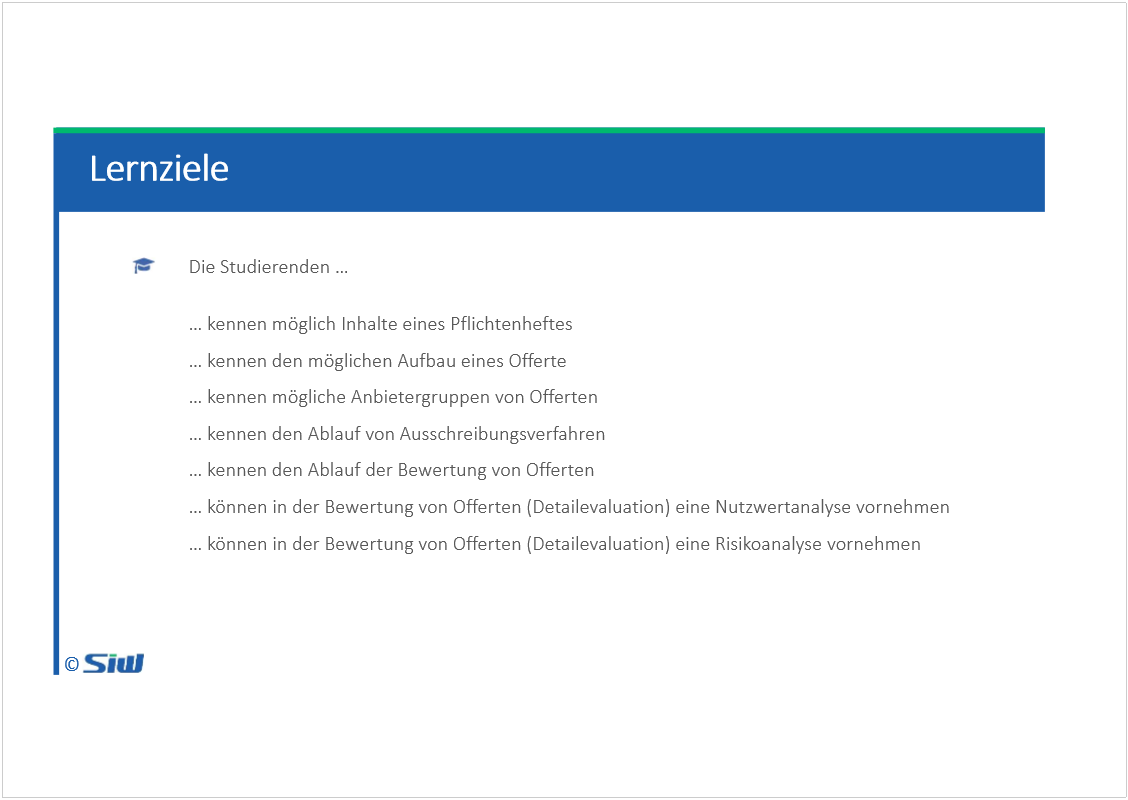 Lernziele
Die Studierenden ...
... kennen möglich Inhalte eines Pflichtenheftes
... kennen den möglichen Aufbau eines Offerte
... kennen mögliche Anbietergruppen von Offerten
... kennen den Ablauf von Ausschreibungsverfahren
... kennen den Ablauf der Bewertung von Offerten
... können in der Bewertung von Offerten (Detailevaluation) eine Nutzwertanalyse vornehmen
... können in der Bewertung von Offerten (Detailevaluation) eine Risikoanalyse vornehmen
© SiW